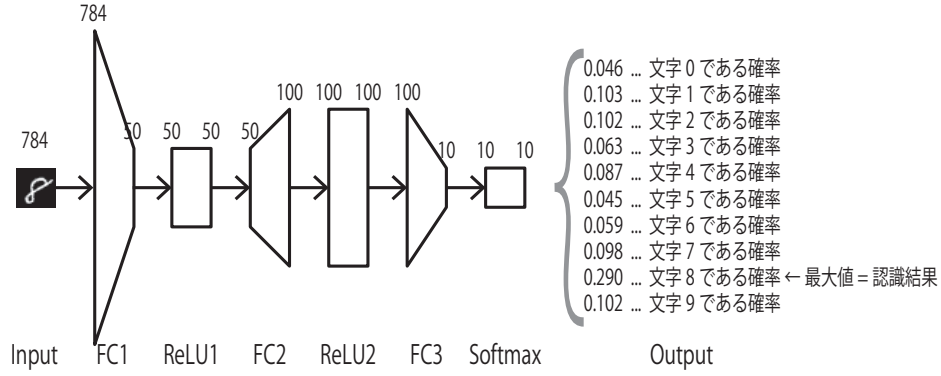 784
784
50 50 50 50
100 100 100 100
10 10 10
0.046 ... 文字 0 である確率
0.103 ... 文字 1 である確率
0.102 ... 文字 2 である確率
0.063 ... 文字 3 である確率
0.087 ... 文字 4 である確率
0.045 ... 文字 5 である確率
0.059 ... 文字 6 である確率
0.098 ... 文字 7 である確率
0.290 ... 文字 8 である確率 ← 最大値 = 認識結果
0.102 ... 文字 9 である確率
Input FC1 ReLU1 FC2 ReLU2 FC3 Softmax Output